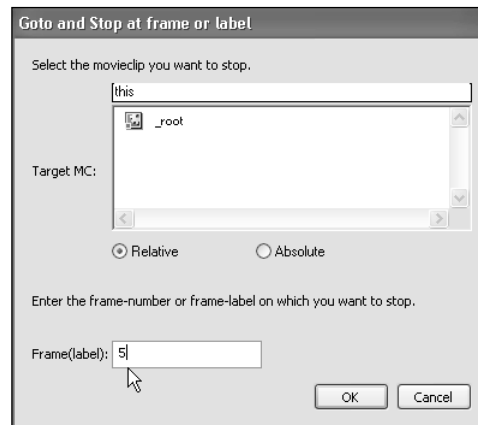 Goto and Stop at frame or label
Select the movieclip you want to stop.
this
_root
Target MC:
Relative
Absolute
Enter the frame-number or frame-label on which you want to stop.
Frame(label): 5
OK
Cancel